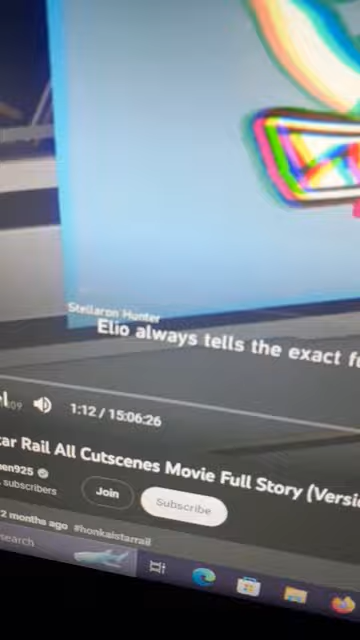 Stellaron Hunter
Elio always tells the exact
1:12 / 15:06:26
Rail All Cutscenes Movie Full Story
subscribers
Join
Subscribe
2 months ago #honkaistarrail
search